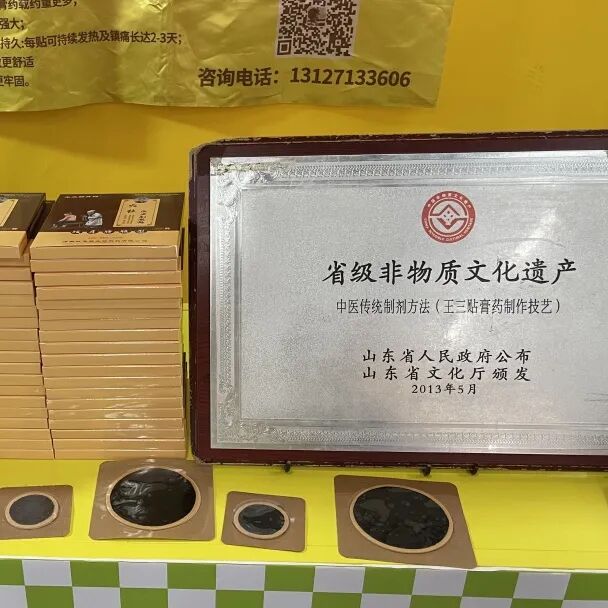 强大；
持久:每贴可持续发热及镇痛长达2-3天；
更舒适
更牢固。
咨询电话：13127133606
省级非物质文化遗产
中医传统制剂方法（王三贴膏药制作技艺）
山东省人民政府公布
山东省文化厅颁发
2013年5月